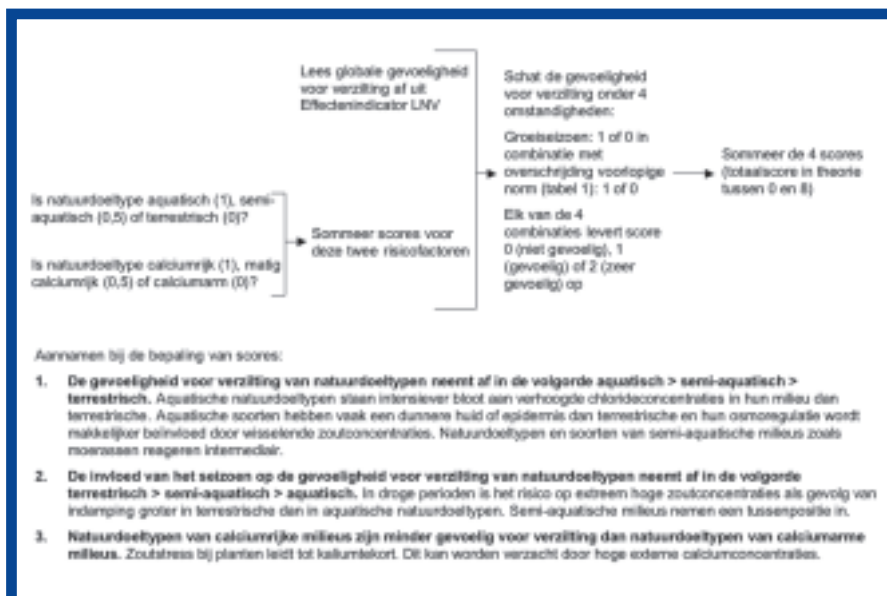 Lees globale gevoeligheid
voor verzilting af uit
Effectenindicator LNV
Is natuurdoeltype aquatisch (1), semi-
aquatisch (0,5) of terrestrisch (0)?
Is natuurdoeltype calciumrijk (1), matig
calciumrijk (0,5) of calciumarm (0)?
Sommeer scores voor
deze twee risicofactoren
Schat de gevoeligheid
voor verzilting onder 4
omstandigheden:
Groeiseizoen: 1 of 0 in
combinatie met
overschrijding voorlopige
norm (tabel 1): 1 of 0
Elk van de 4
combinaties levert score
0 (niet gevoelig), 1
(gevoelig) of 2 (zeer
gevoelig) op
Sommeer de 4 scores
(totaalscore in theorie
tussen 0 en 8)
Aannamen bij de bepaling van scores:
1. De gevoeligheid voor verzilting van natuurdoeltypen neemt af in de volgorde aquatisch > semi-aquatisch >
terrestrisch. Aquatische natuurdoeltypen staan intensiever bloot aan verhoogde chlorideconcentraties in hun milieu dan
terrestrische. Aquatische soorten hebben vaak een dunnere huid of epidermis dan terrestrische en hun osmoregulatie wordt
makkelijker beïnvloed door wisselende zoutconcentraties. Natuurdoeltypen en soorten van semi-aquatische milieus zoals
moerassen reageren intermediair.
2. De invloed van het seizoen op de gevoeligheid voor verzilting van natuurdoeltypen neemt af in de volgorde
terrestrisch > semi-aquatisch > aquatisch. In droge perioden is het risico op extreem hoge zoutconcentraties als gevolg van
indamping groter in terrestrische dan in aquatische natuurdoeltypen. Semi-aquatische milieus nemen een tussenpositie in.
3. Natuurdoeltypen van calciumrijke milieus zijn minder gevoelig voor verzilting dan natuurdoeltypen van calciumarme
milieus. Zoutstress bij planten leidt tot kaliumtekort. Dit kan worden verzacht door hoge externe calciumconcentraties.